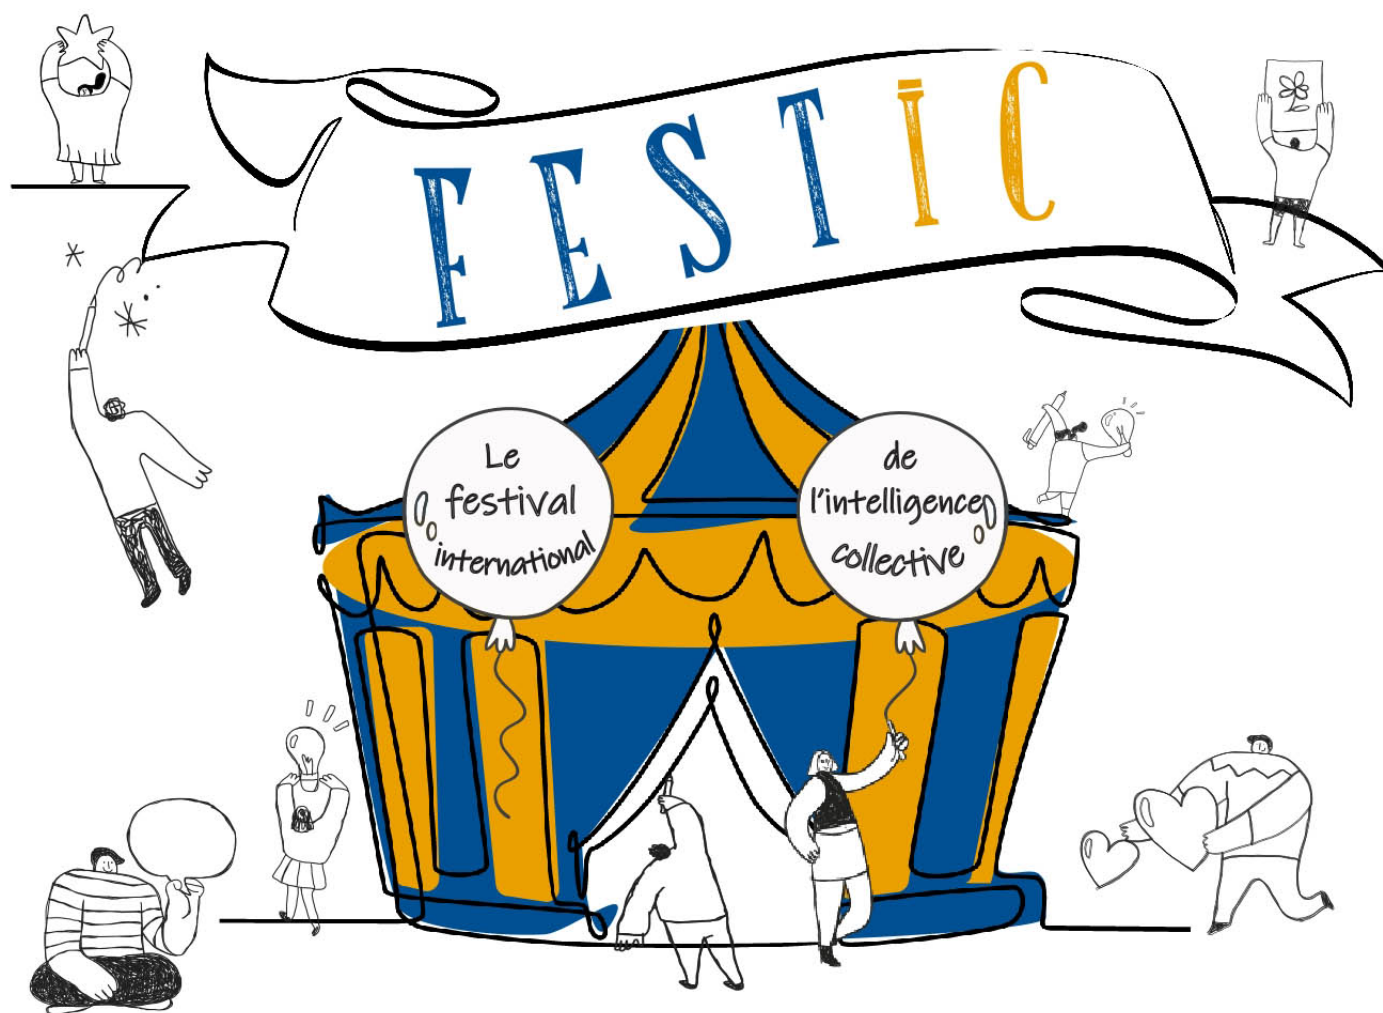 FESTIC
Le
festival
international
de
l'intelligence
collective